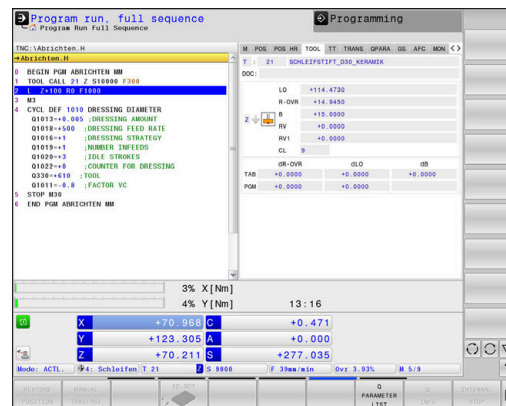 Program run, full sequence
Program Run Full Sequence
Programming
TNC:\Abrichten.H
→Abrichten.H
0 BEGIN PGM ABRICHTEN MM
1 TOOL CALL 21 Z S10000 F300
2 L Z+100 R0 F1000
3 M3
4 CYCL DEF 1010 DRESSING DIAMETER
Q1013=+0.005 ;DRESSING AMOUNT
Q1018=+500 ;DRESSING FEED RATE
Q1016=+1 ;DRESSING STRATEGY
Q1019=+1 ;NUMBER INFEEDS
Q1020=+3 ;IDLE STROKES
Q1022=+0 ;COUNTER FOR DRESSING
Q330=+610 ;TOOL
Q1011=-0.8 ;FACTOR VC
5 STOP M30
6 END PGM ABRICHTEN MM
M POS POS HR TOOL TT TRANS QPARA GS AFC MON
T : 21 SCHLEIFSTIFT_D30_KERAMIK
DOC:
LO +114.4730
R-OVR +14.9450
B +15.0000
RV +0.0000
RV1 +0.0000
CL 9
Z
dR-OVR dLO dB
TAB +0.0000 +0.0000 +0.0000
PGM +0.0000 +0.0000
3% X[Nm]
4% Y[Nm] 13:16
X +70.968 C +0.471
Y +123.305 A +0.000
Z +70.211 S +277.035
Mode: ACTL. 4: Schleifen T 21 Z S 9800 F 39mm/min Ovr 3.93% M 5/9
RESTORE POSITION
MANUAL TRAVERSE
3D ROT
Q PARAMETER LIST
Q INFO
INTERNAL STOP